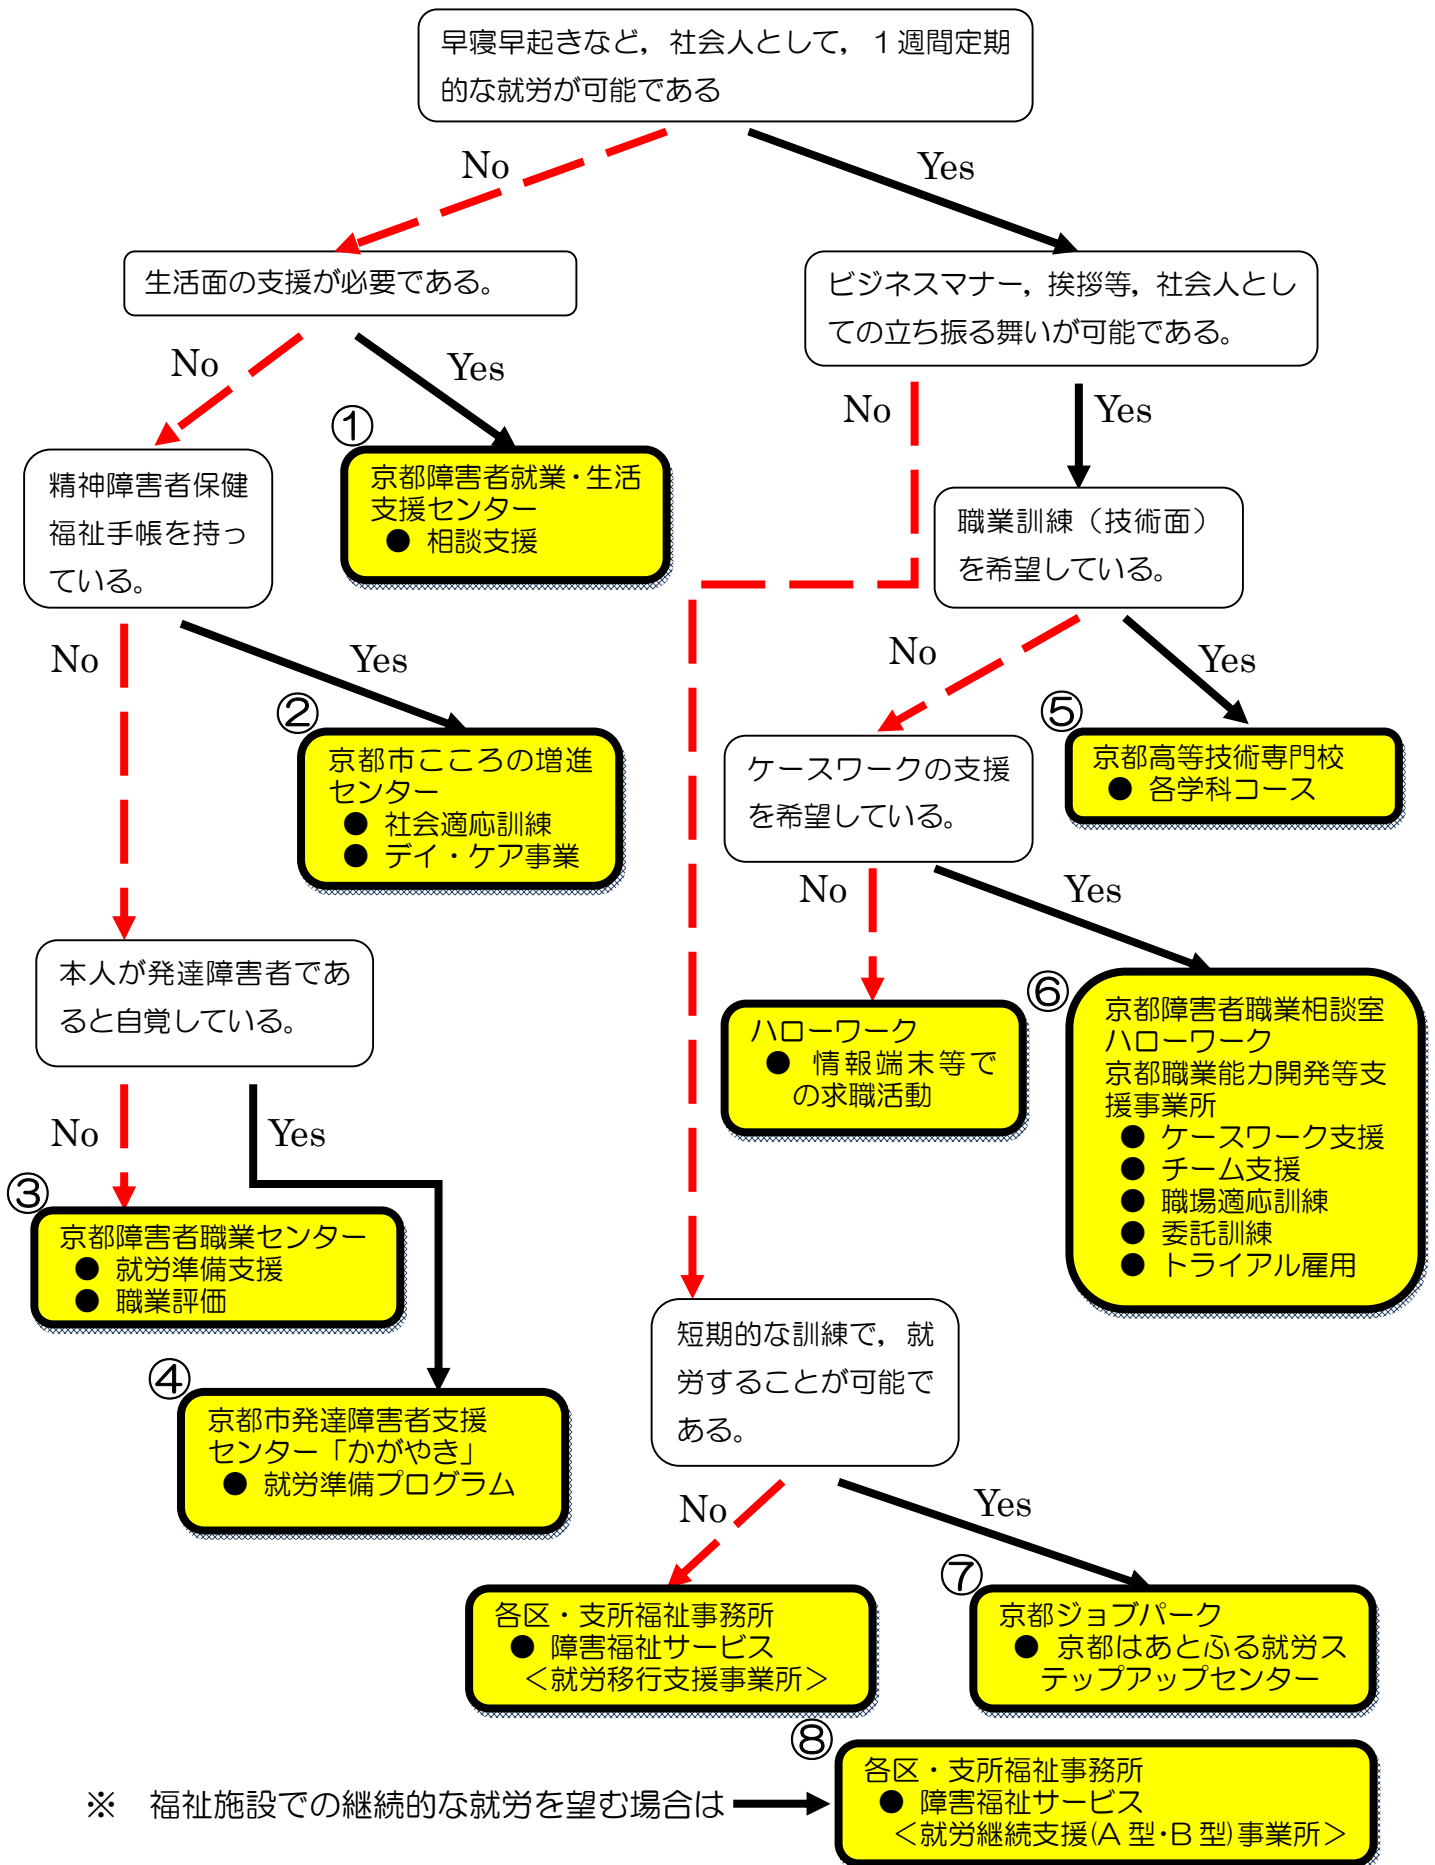 早寝早起きなど，社会人として，１週間定期
的な就労が可能である
No
Yes
生活面の支援が必要である。
ビジネスマナー，挨拶等，社会人とし
ての立ち振る舞いが可能である。
No
Yes
No
Yes
①
京都障害者就業・生活
支援センター
● 相談支援
精神障害者保健
福祉手帳を持っ
ている。
職業訓練（技術面）
を希望している。
No
Yes
No
Yes
②
京都市こころの増進
センター
● 社会適応訓練
● デイ・ケア事業
⑤
京都高等技術専門校
● 各学科コース
ケースワークの支援
を希望している。
No
Yes
本人が発達障害者であ
ると自覚している。
ハローワーク
● 情報端末等で
の求職活動
⑥
京都障害者職業相談室
ハローワーク
京都職業能力開発等支
援事業所
● ケースワーク支援
● チーム支援
● 職場適応訓練
● 委託訓練
● トライアル雇用
No
Yes
③
京都障害者職業センター
● 就労準備支援
● 職業評価
④
京都市発達障害者支援
センター「かがやき」
● 就労準備プログラム
短期的な訓練で，就
労することが可能で
ある。
No
Yes
各区・支所福祉事務所
● 障害福祉サービス
＜就労移行支援事業所＞
⑦
京都ジョブパーク
● 京都はあとふる就労ス
テップアップセンター
⑧
※　福祉施設での継続的な就労を望む場合は
各区・支所福祉事務所
● 障害福祉サービス
＜就労継続支援(Ａ型・Ｂ型)事業所＞